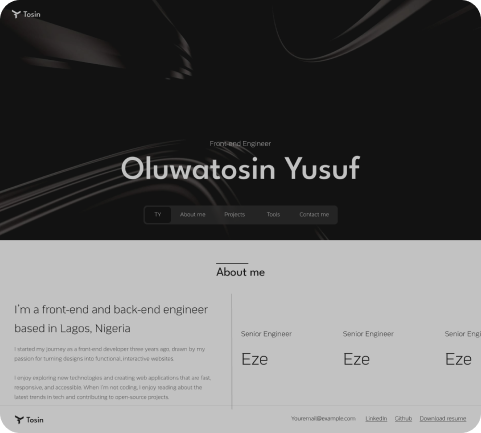 Tosin
Front-end Engineer
Oluwatosin Yusuf
TY About me Projects Tools Contact me
About me
I'm a front-end and back-end engineer
based in Lagos, Nigeria
I started my journey as a front-end developer three years ago, driven by my
passion for turning designs into functional, interactive websites.
I enjoy exploring new technologies and creating web applications that are fast,
responsive, and accessible. When I'm not coding, I enjoy reading about the
latest trends in tech and contributing to open-source projects.
Senior Engineer Senior Engineer Senior Engi
Eze Eze Eze
Tosin
Youremail@example.com LinkedIn Github Download resume